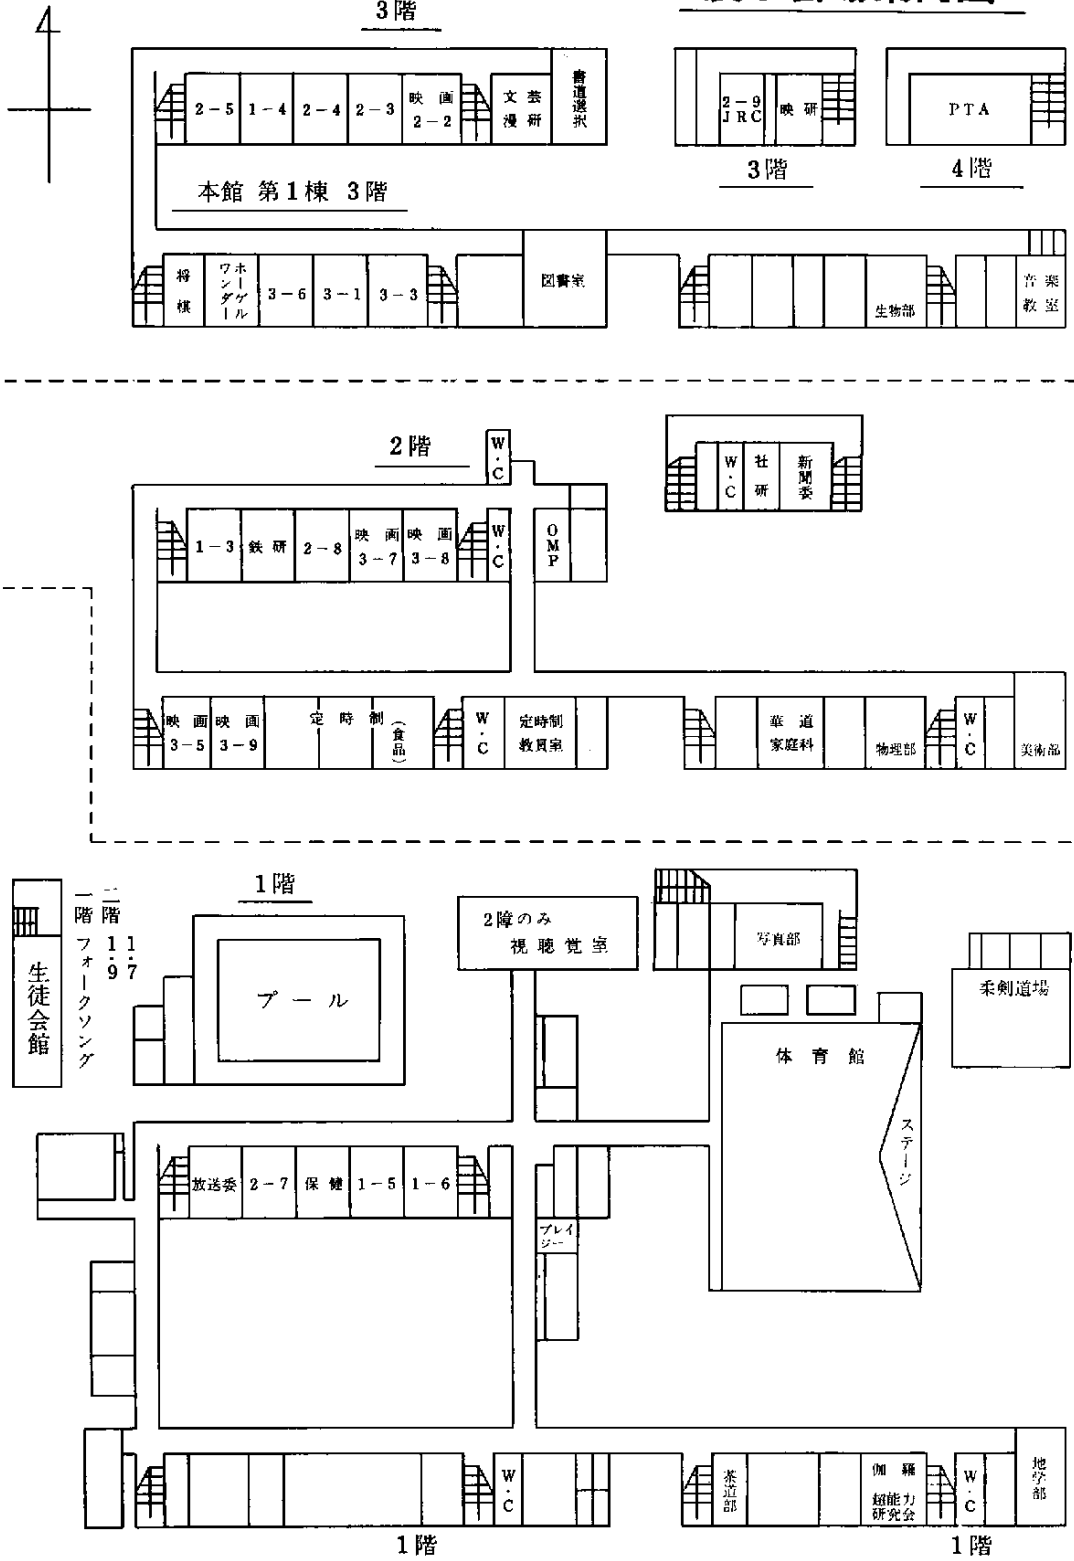 3階
2－5
1－4
2－4
2－3
映画
2－2
文芸
漫研
書道選択
2－9
JRC
映研
PTA
3階
4階
本館 第1棟 3階
将棋
ワンダー
ホーゲル
3－6
3－1
3－3
図書室
生物部
音楽
教室
2階
W・C
W・C
社研
新聞委
1－3
鉄研
2－8
映画
3－7
映画
3－8
W・C
OMP
映画
3－5
映画
3－9
定時制
(食品)
W・C
定時制
教員室
華道
家庭科
物理部
W・C
美術部
1階
二階 1.7
1.9
一階 フォークソング
生徒会館
プール
2障のみ
視聴覚室
写真部
柔剣道場
体育館
ステージ
放送委
2－7
保健
1－5
1－6
プレイ
ジー
W・C
茶道部
伽羅
超能力
研究会
W・C
地学部
1階
1階